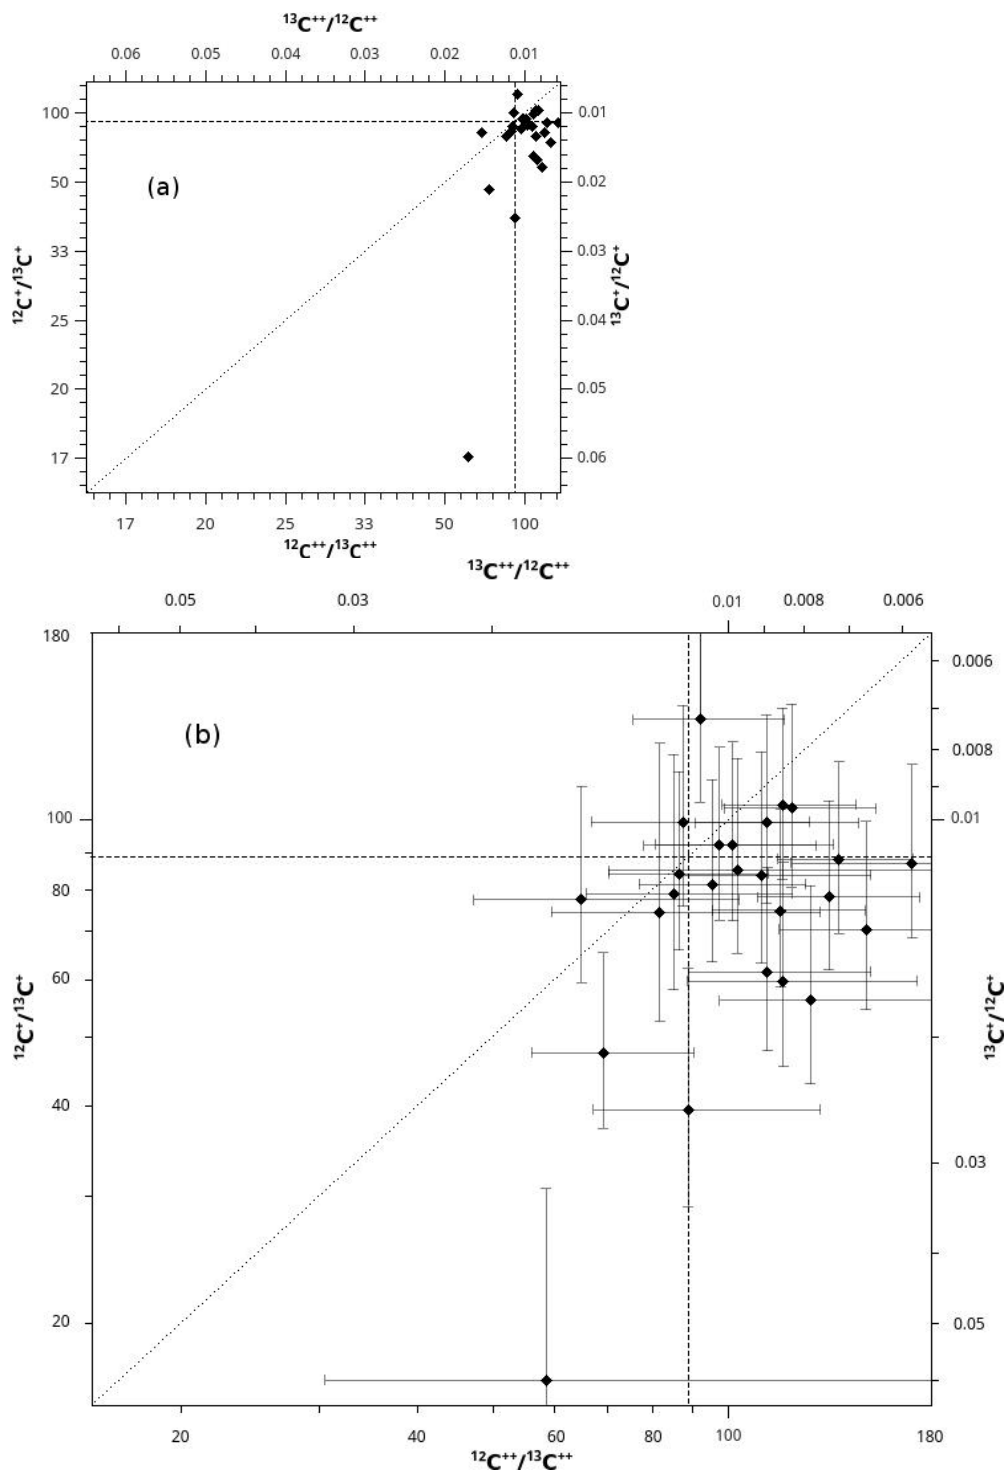 ¹³C⁺⁺/¹²C⁺⁺
0.06 0.05 0.04 0.03 0.02 0.01
100 0.01
50 0.02
(a)
33 0.03
¹²C⁺/¹³C⁺
¹³C⁺/¹²C⁺
25 0.04
20 0.05
17 0.06
17 20 25 33 50 100
¹²C⁺⁺/¹³C⁺⁺
¹³C⁺⁺/¹²C⁺⁺
0.05 0.03 0.01 0.008 0.006
180
0.006
(b)
0.008
100 0.01
80
60
¹²C⁺/¹³C⁺
¹³C⁺/¹²C⁺
40
0.03
20 0.05
20 40 60 80 100 180
¹²C⁺⁺/¹³C⁺⁺